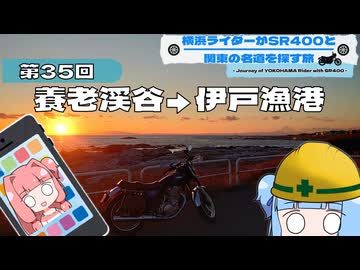 横浜ライダーがSR400と
関東の名道を探す旅
- Journey of YOKOHAMA Rider with SR400 -
第35回
養老渓谷→伊戸漁港